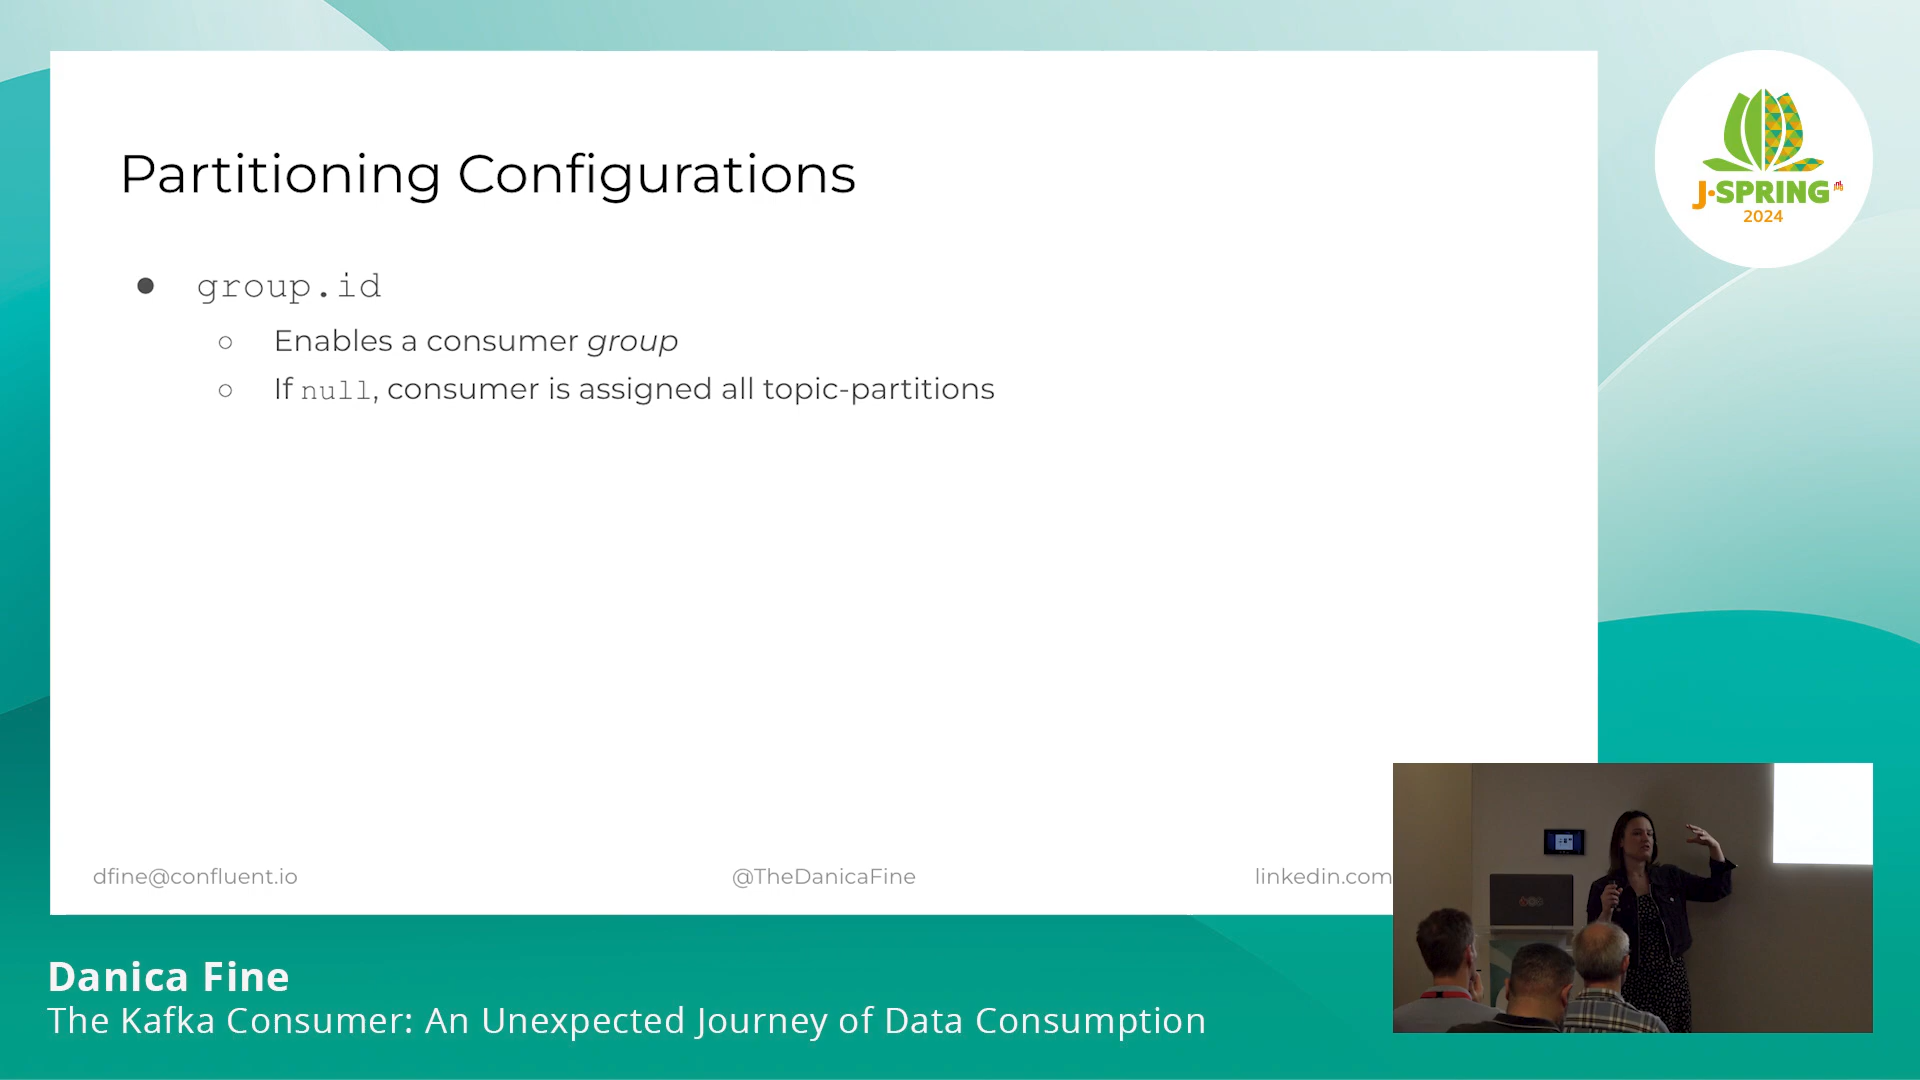 Partitioning Configurations
● group.id
○ Enables a consumer group
○ If null, consumer is assigned all topic-partitions
dfine@confluent.io
@TheDanicaFine
linkedin.com
J-SPRING
2024
Danica Fine
The Kafka Consumer: An Unexpected Journey of Data Consumption